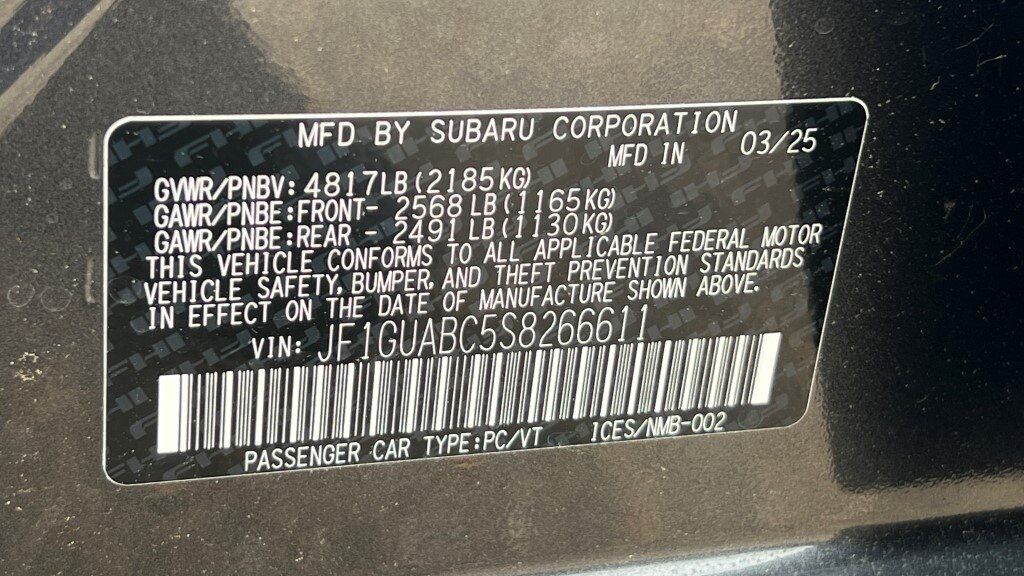 MFD BY SUBARU CORPORATION
MFD IN 03/25
GVWR/PNBV: 4817LB(2185KG)
GAWR/PNBE:FRONT- 2568 LB(1165KG)
GAWR/PNBE:REAR - 2491 LB(1130KG)
THIS VEHICLE CONFORMS TO ALL APPLICABLE FEDERAL MOTOR
VEHICLE SAFETY, BUMPER, AND THEFT PREVENTION STANDARDS
IN EFFECT ON THE DATE OF MANUFACTURE SHOWN ABOVE.
VIN: JF1GUABC5S8266611
PASSENGER CAR TYPE:PC/VT ICES/NMB-002